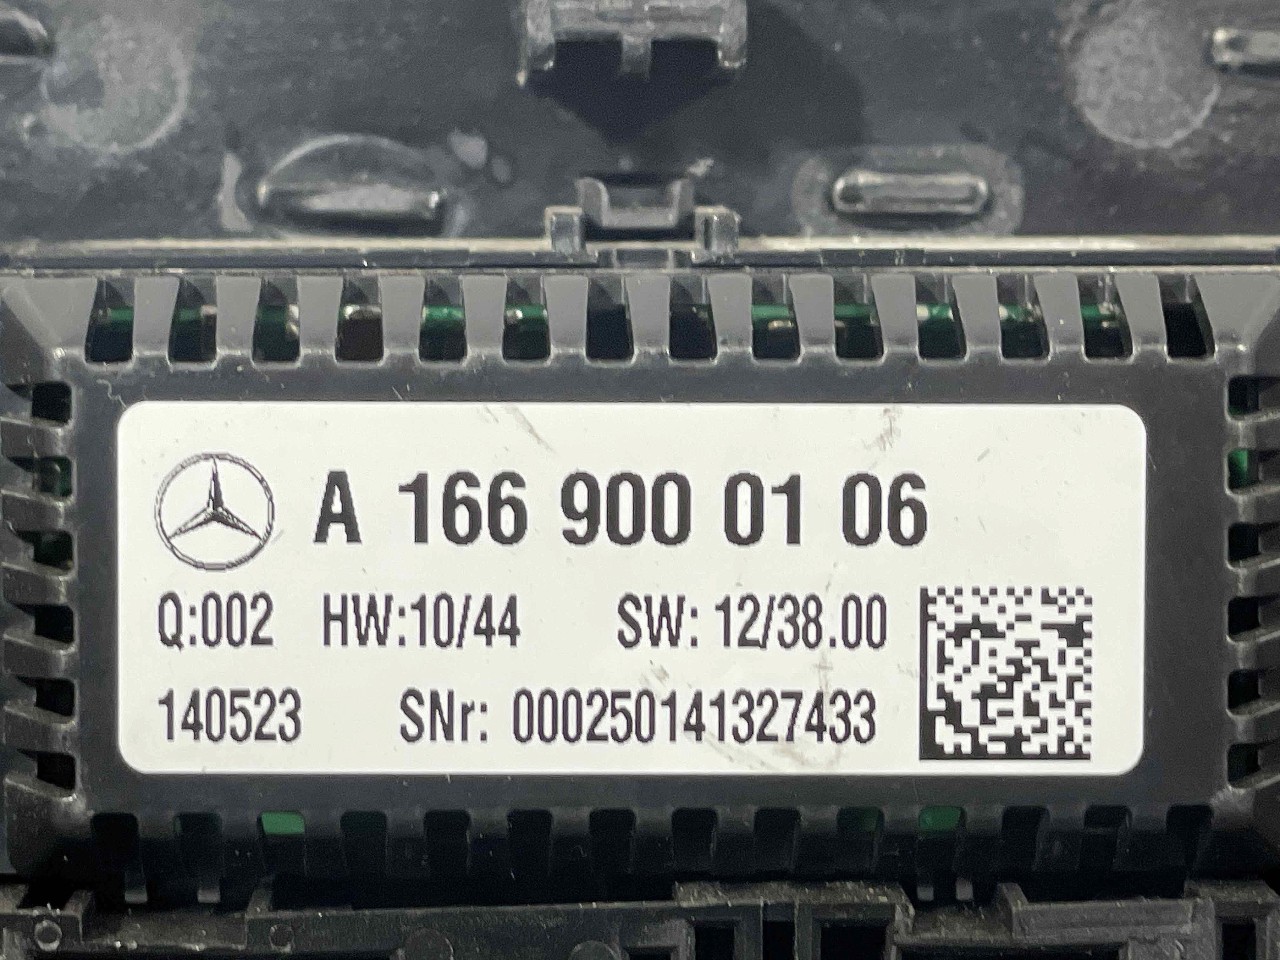 A 166 900 01 06
Q:002 HW:10/44 SW: 12/38.00
140523 SNr: 000250141327433